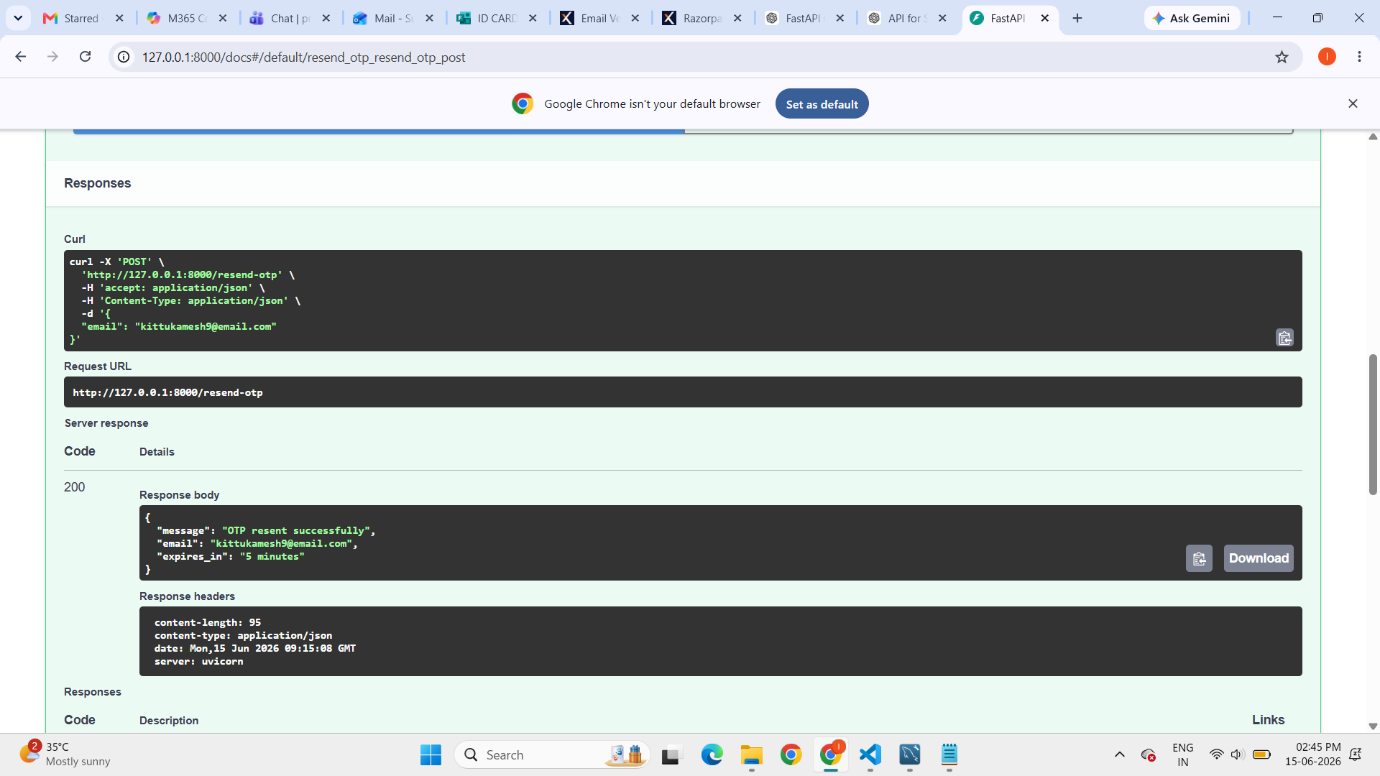 Starred
M365 C
Chat | p
Mail - S
ID CARD
Email V
Razorpa
FastAPI
API for S
FastAPI
Ask Gemini
127.0.0.1:8000/docs#/default/resend_otp_resend_otp_post
Google Chrome isn't your default browser
Set as default
Responses
Curl
curl -X 'POST' \
'http://127.0.0.1:8000/resend-otp' \
-H 'accept: application/json' \
-H 'Content-Type: application/json' \
-d '{
"email": "kittukamesh9@email.com"
}'
Request URL
http://127.0.0.1:8000/resend-otp
Server response
Code Details
200
Response body
{
"message": "OTP resent successfully",
"email": "kittukamesh9@email.com",
"expires_in": "5 minutes"
}
Download
Response headers
content-length: 95
content-type: application/json
date: Mon,15 Jun 2026 09:15:08 GMT
server: uvicorn
Responses
Code Description Links
2
35°C
Mostly sunny
Search
ENG
IN
02:45 PM
15-06-2026